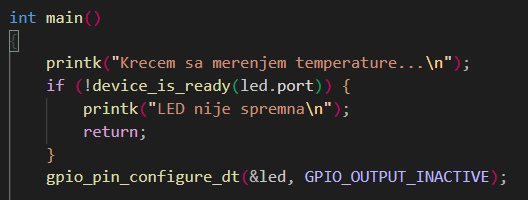 int main()
{
    printk("Krecem sa merenjem temperature...\n");
    if (!device_is_ready(led.port)) {
        printk("LED nije spremna\n");
        return;
    }
    gpio_pin_configure_dt(&led, GPIO_OUTPUT_INACTIVE);